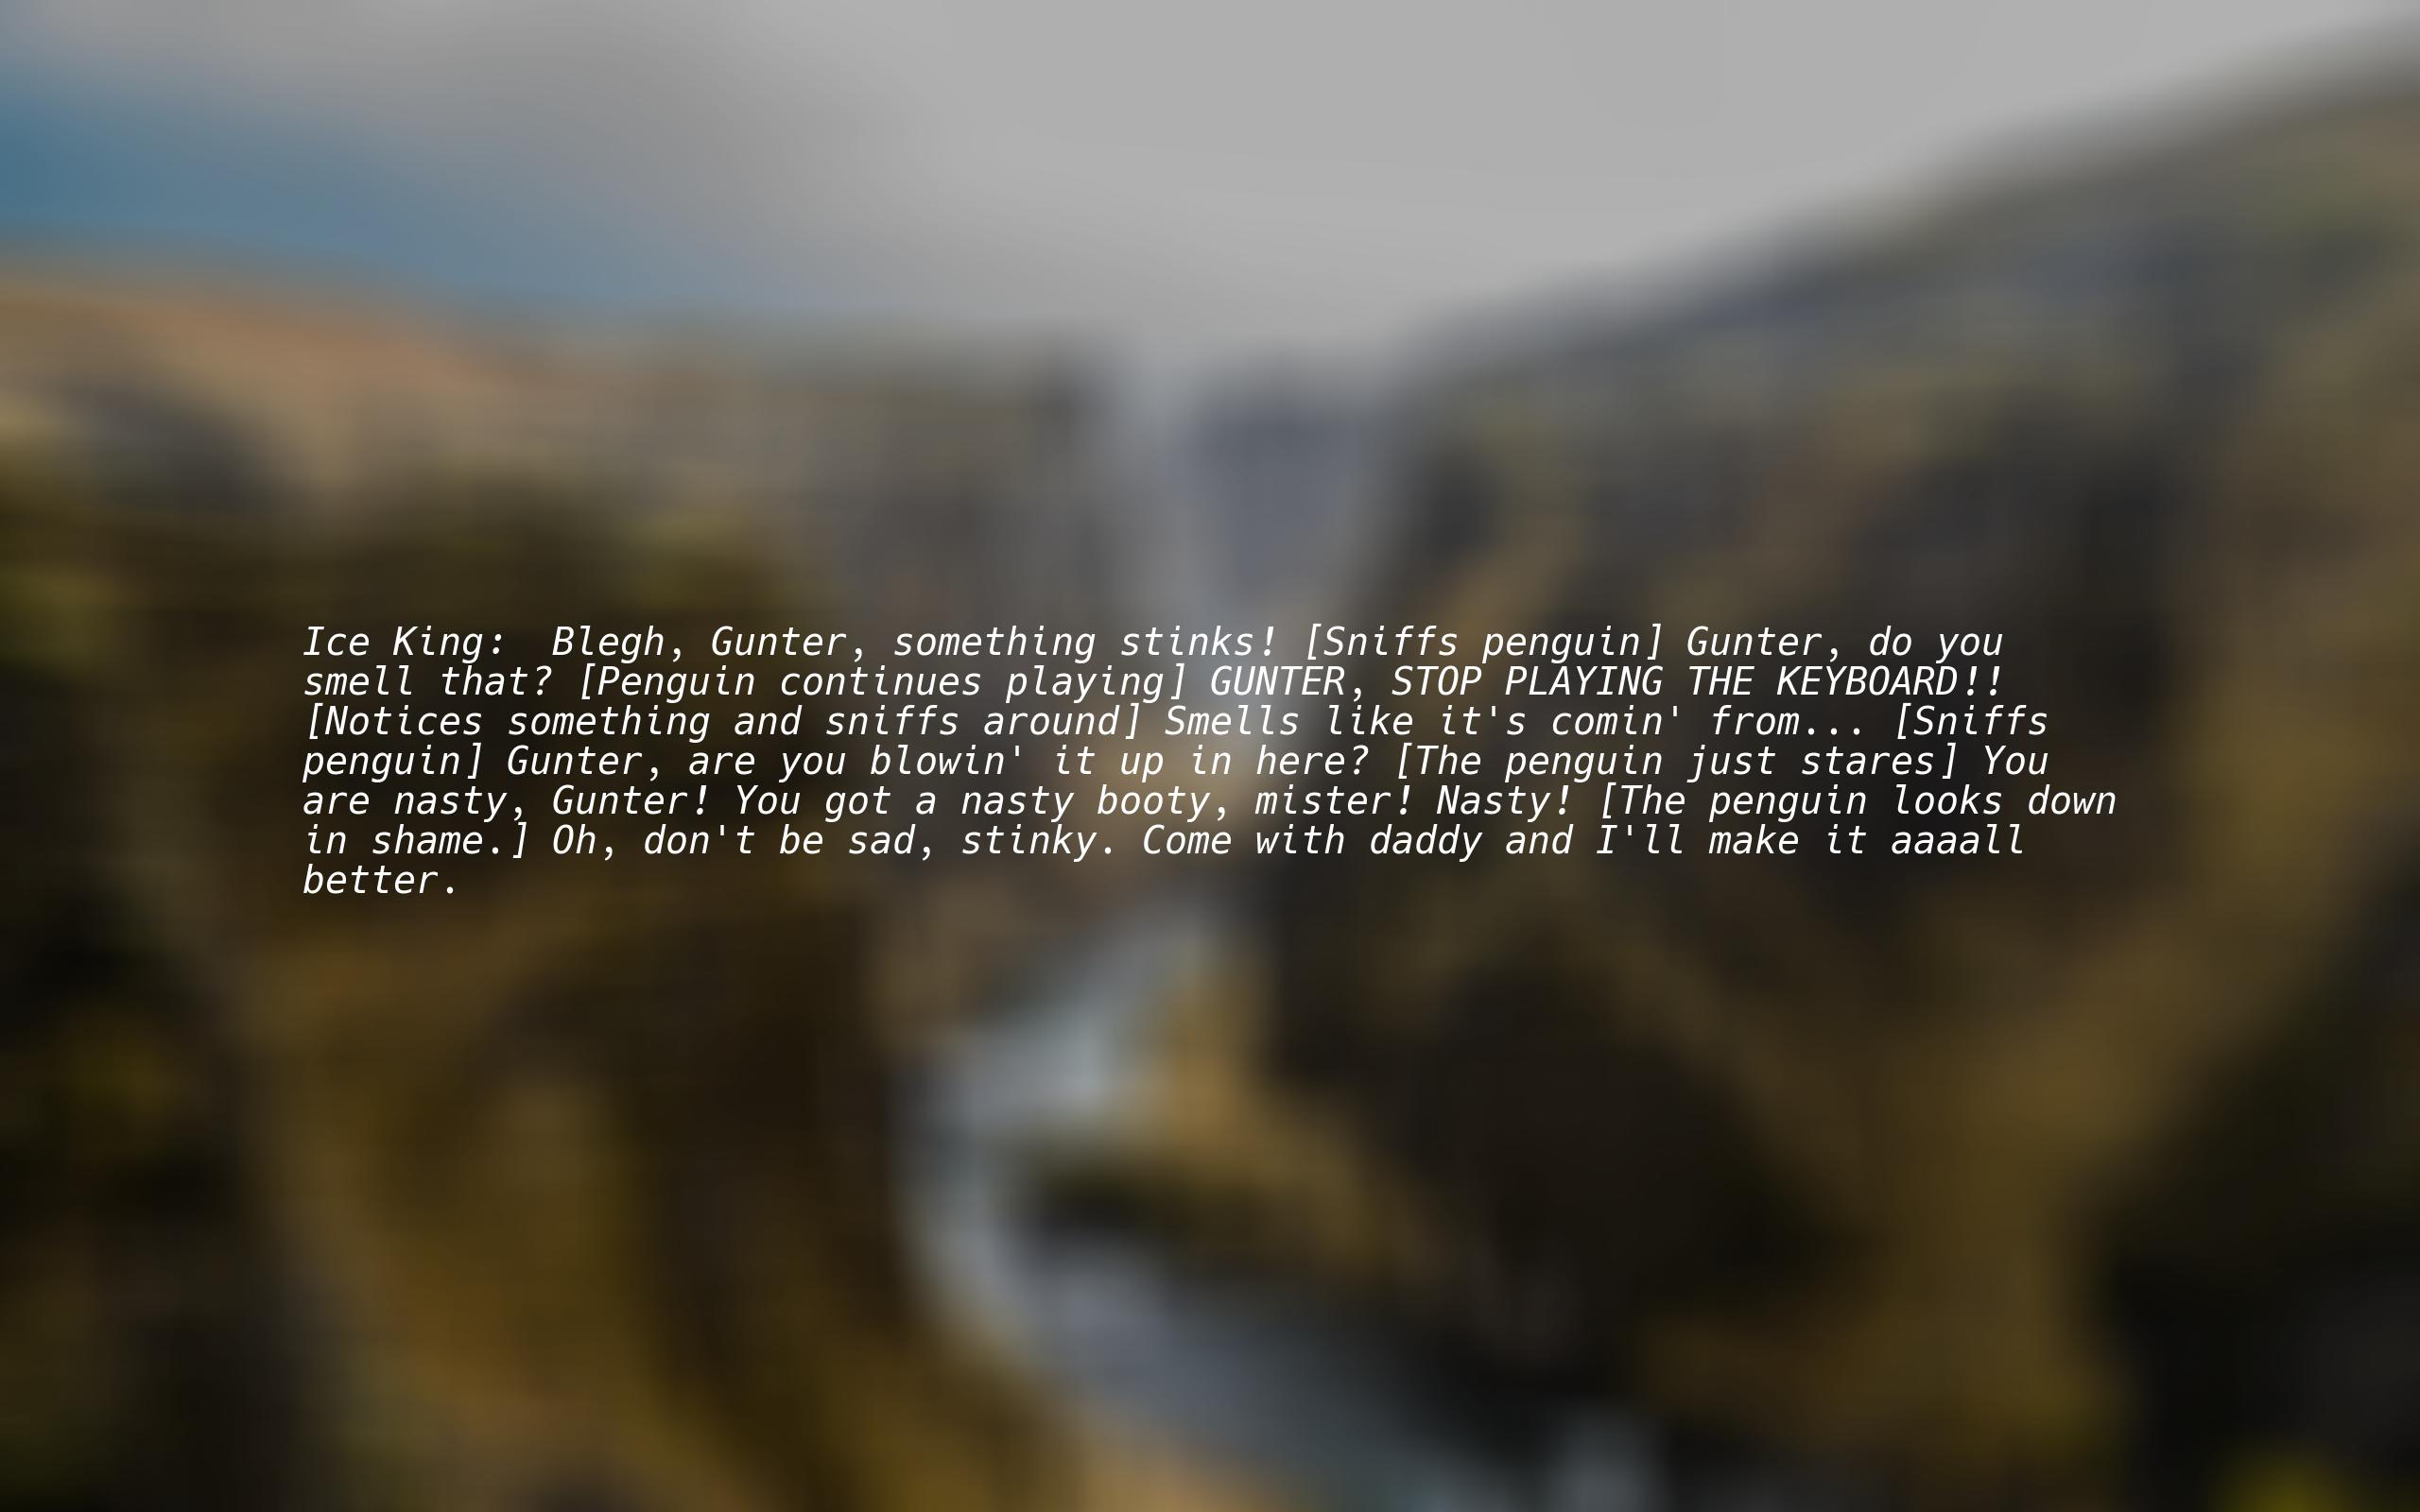 Ice King:  Blegh, Gunter, something stinks! [Sniffs penguin] Gunter, do you
smell that? [Penguin continues playing] GUNTER, STOP PLAYING THE KEYBOARD!!
[Notices something and sniffs around] Smells like it's comin' from... [Sniffs
penguin] Gunter, are you blowin' it up in here? [The penguin just stares] You
are nasty, Gunter! You got a nasty booty, mister! Nasty! [The penguin looks down
in shame.] Oh, don't be sad, stinky. Come with daddy and I'll make it aaaall
better.